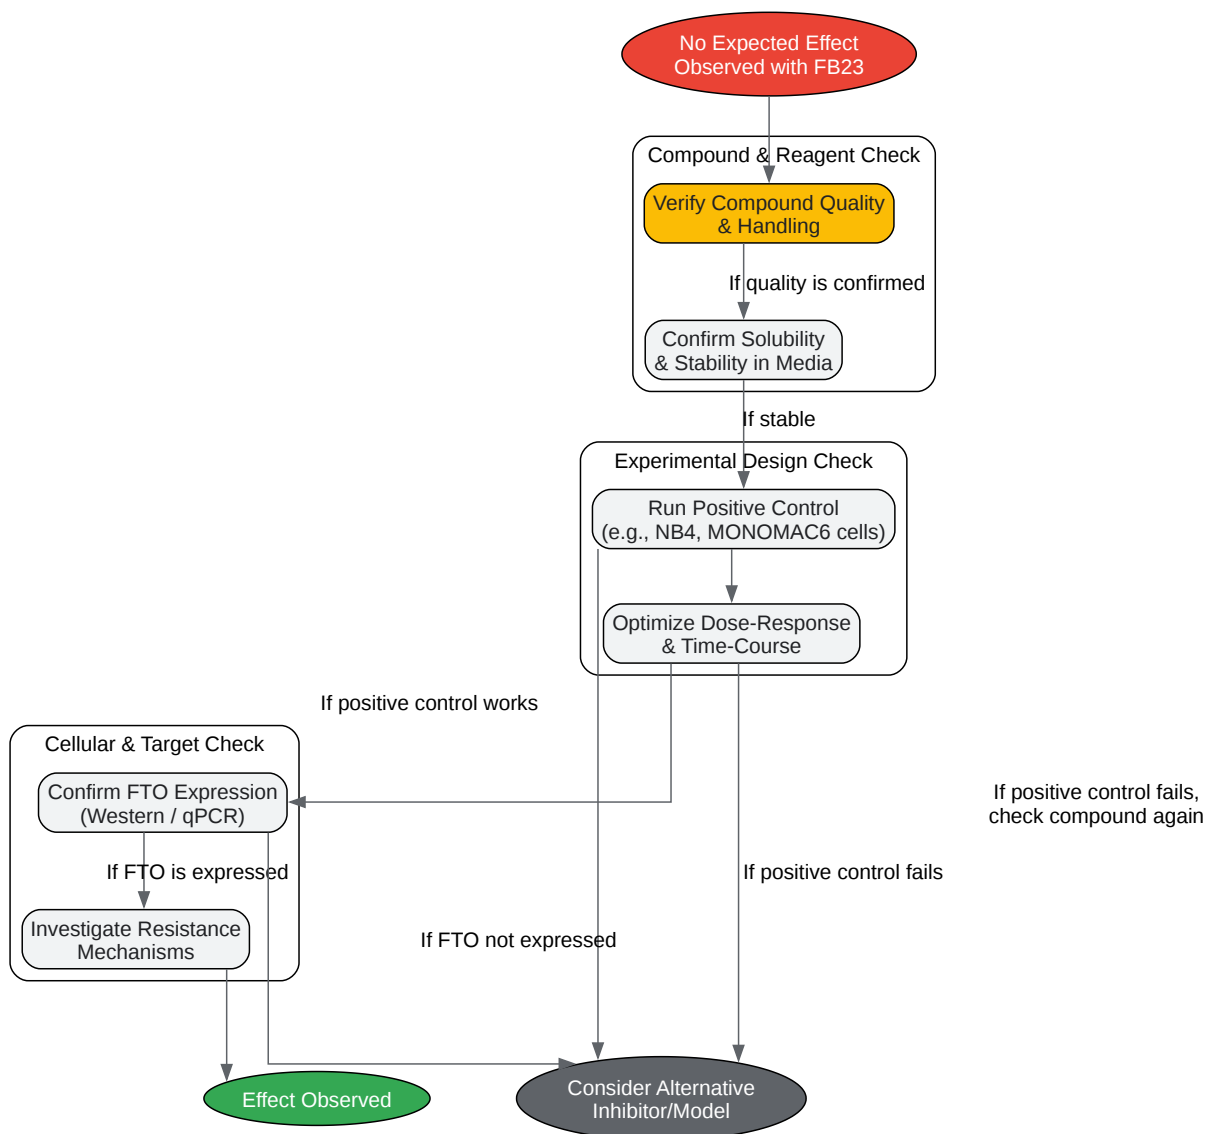 No Expected Effect
Observed with FB23
Compound & Reagent Check
Verify Compound Quality
& Handling
If quality is confirmed
Confirm Solubility
& Stability in Media
If stable
Experimental Design Check
Run Positive Control
(e.g., NB4, MONOMAC6 cells)
Optimize Dose-Response
& Time-Course
If positive control works
Cellular & Target Check
Confirm FTO Expression
(Western / qPCR)
If positive control fails,
check compound again
If FTO is expressed
If positive control fails
Investigate Resistance
Mechanisms
If FTO not expressed
Effect Observed
Consider Alternative
Inhibitor/Model